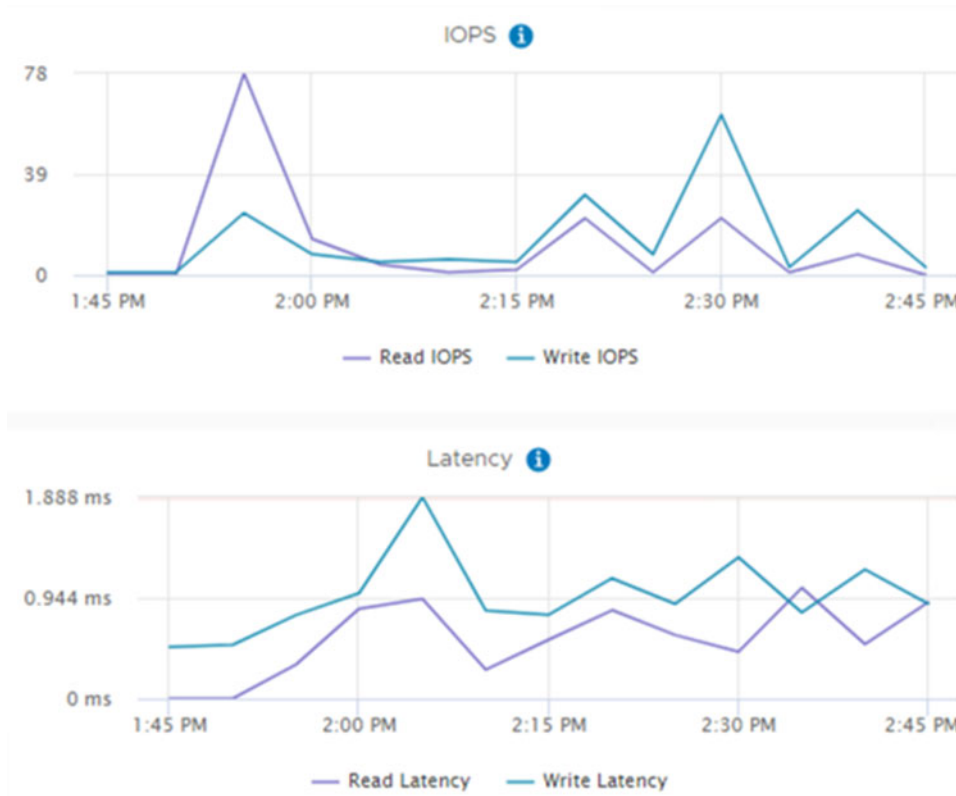 IOPS i
78
39
0
1:45 PM 2:00 PM 2:15 PM 2:30 PM 2:45 PM
Read IOPS Write IOPS
Latency i
1.888 ms
0.944 ms
0 ms
1:45 PM 2:00 PM 2:15 PM 2:30 PM 2:45 PM
Read Latency Write Latency